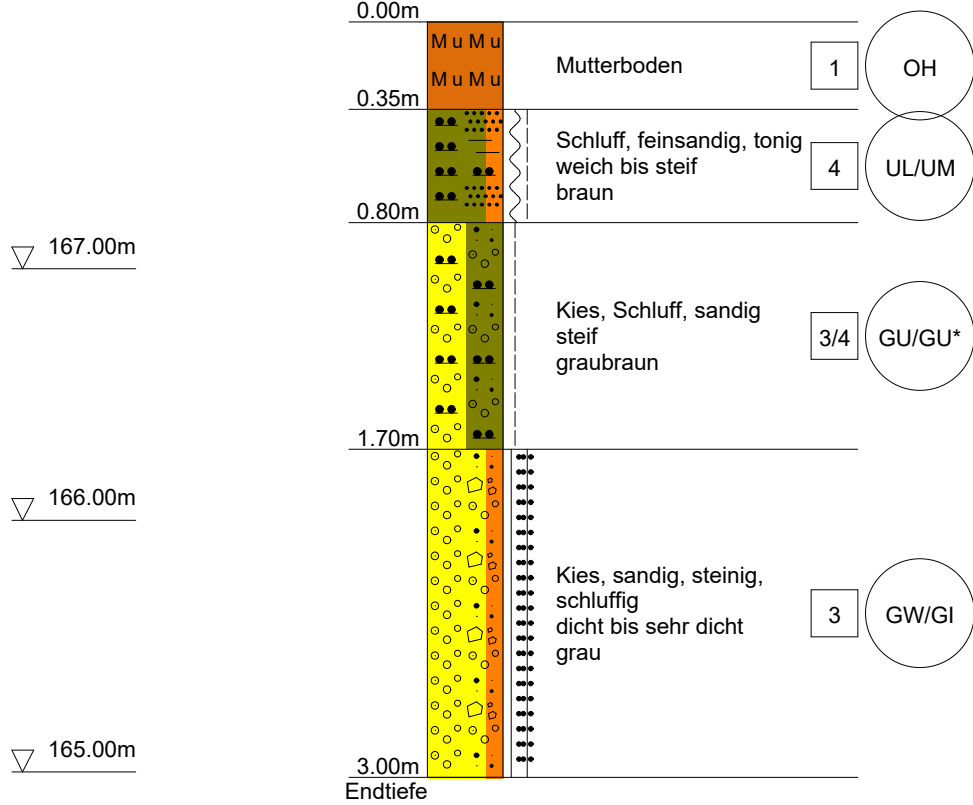 0.00m
M u M u
M u M u
Mutterboden
1
OH
0.35m
Schluff, feinsandig, tonig
weich bis steif
braun
4
UL/UM
0.80m
167.00m
Kies, Schluff, sandig
steif
graubraun
3/4
GU/GU*
1.70m
166.00m
Kies, sandig, steinig,
schluffig
dicht bis sehr dicht
grau
3
GW/GI
165.00m
3.00m
Endtiefe